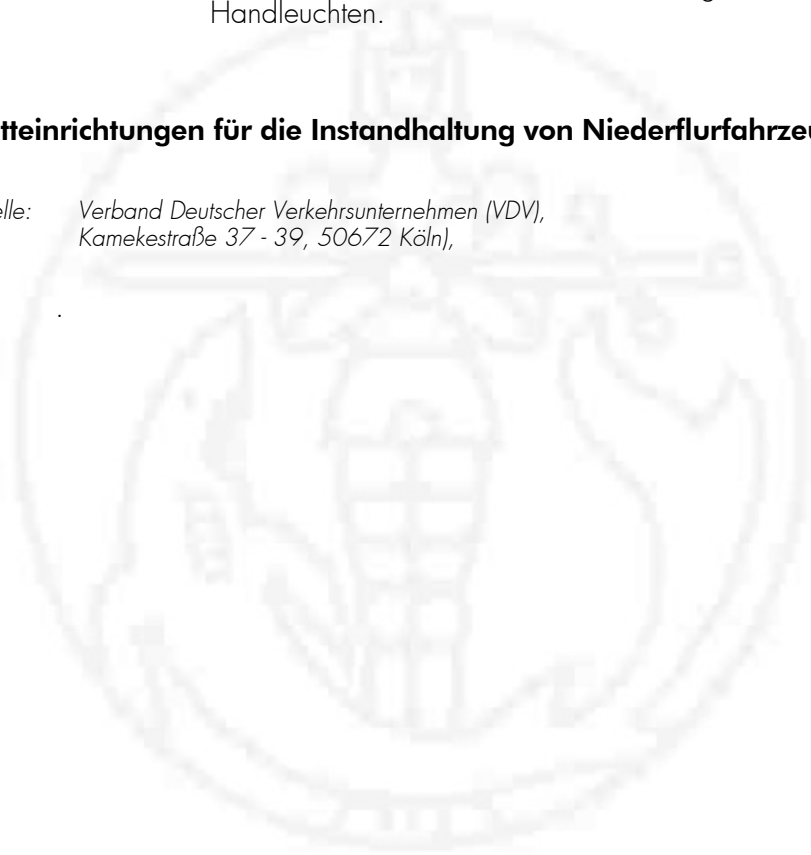 Handleuchten.
tteinrichtungen für die Instandhaltung von Niederflurfahrzeu
elle: Verband Deutscher Verkehrsunternehmen (VDV),
Kamekestraße 37 - 39, 50672 Köln),
.